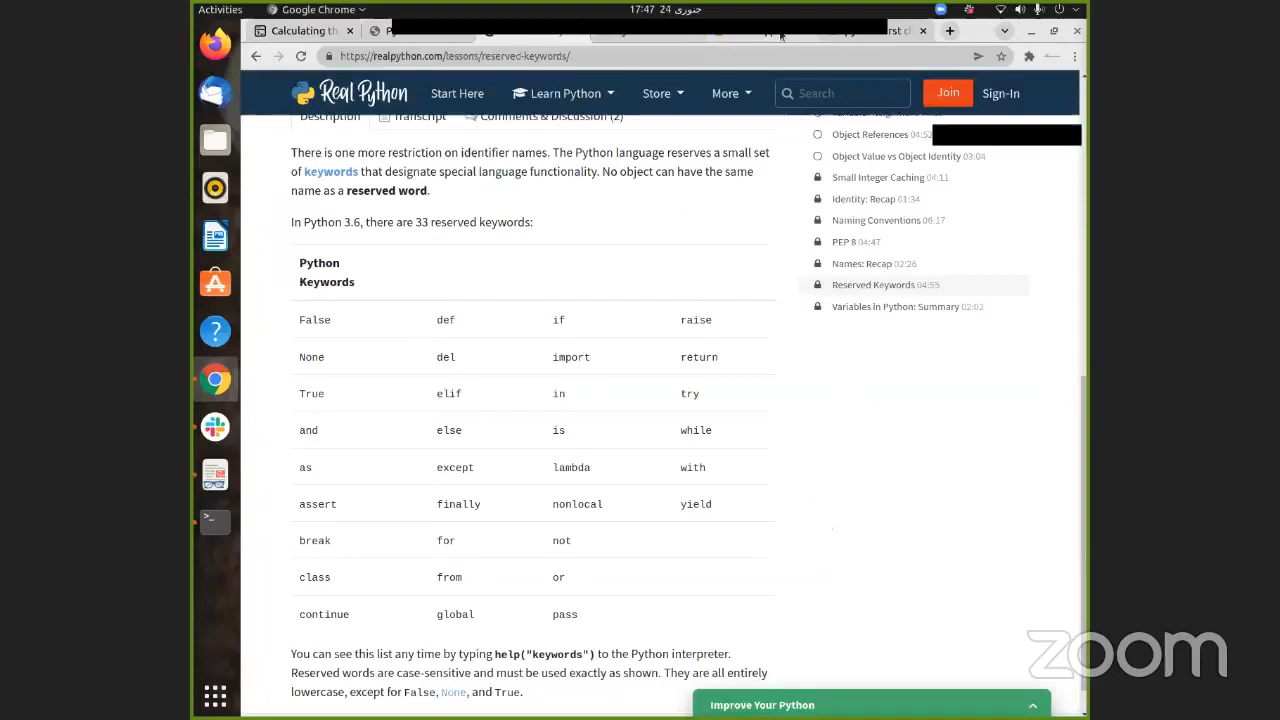 Activities
Google Chrome
17:47 24 جنوری
Calculating th
https://realpython.com/lessons/reserved-keywords/
Real Python
Start Here
Learn Python
Store
More
Search
Join
Sign-In
Description
Transcript
Comments & Discussion (2)
There is one more restriction on identifier names. The Python language reserves a small set
of keywords that designate special language functionality. No object can have the same
name as a reserved word.
In Python 3.6, there are 33 reserved keywords:
Python
Keywords
False def if raise
None del import return
True elif in try
and else is while
as except lambda with
assert finally nonlocal yield
break for not
class from or
continue global pass
You can see this list any time by typing help("keywords") to the Python interpreter.
Reserved words are case-sensitive and must be used exactly as shown. They are all entirely
lowercase, except for False, None, and True.
Object References 04:52
Object Value vs Object Identity 03:04
Small Integer Caching 04:11
Identity: Recap 01:34
Naming Conventions 06:17
PEP 8 04:47
Names: Recap 02:26
Reserved Keywords 04:55
Variables in Python: Summary 02:02
Improve Your Python
zoom